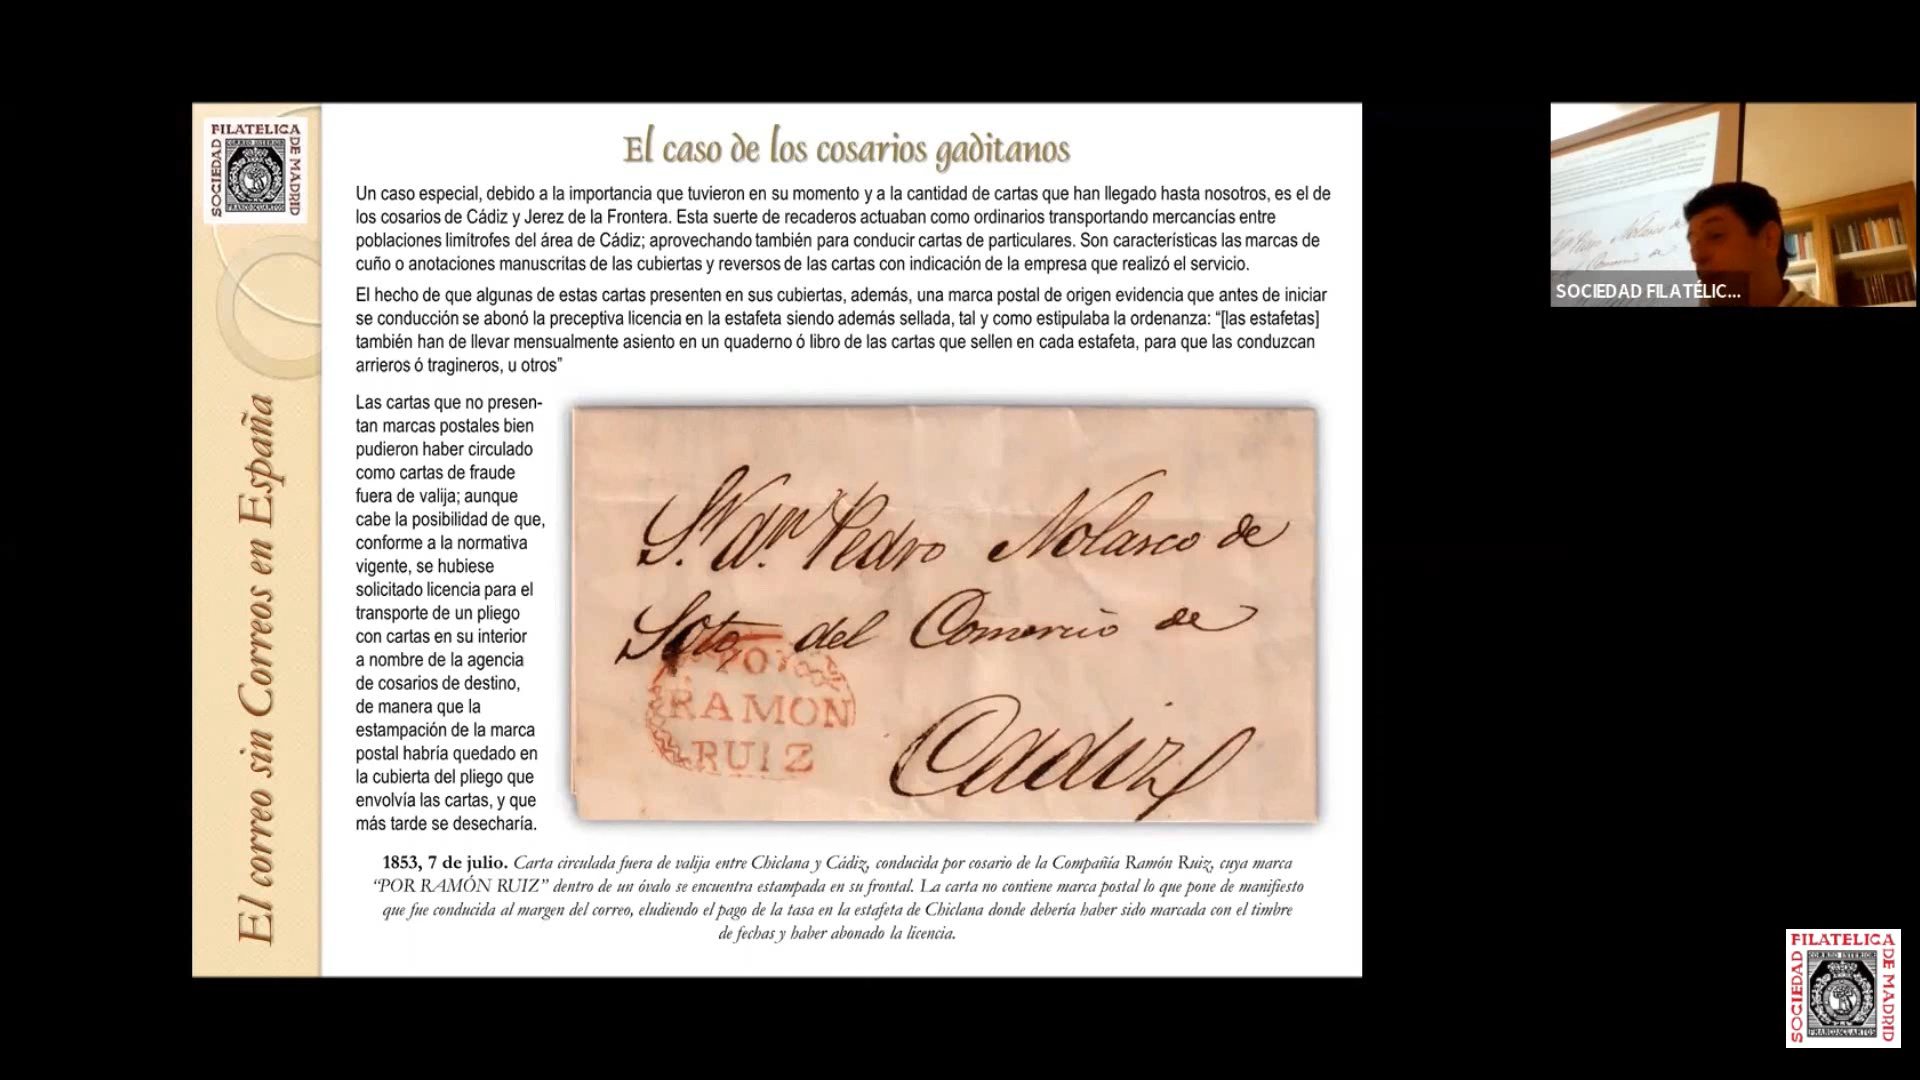 El caso de los cosarios gaditanos
Un caso especial, debido a la importancia que tuvieron en su momento y a la cantidad de cartas que han llegado hasta nosotros, es el de
los cosarios de Cádiz y Jerez de la Frontera. Esta suerte de recaderos actuaban como ordinarios transportando mercancías entre
poblaciones limítrofes del área de Cádiz; aprovechando también para conducir cartas de particulares. Son características las marcas de
cuño o anotaciones manuscritas de las cubiertas y reversos de las cartas con indicación de la empresa que realizó el servicio.
El hecho de que algunas de estas cartas presenten en sus cubiertas, además, una marca postal de origen evidencia que antes de iniciar
se conducción se abonó la preceptiva licencia en la estafeta siendo además sellada, tal y como estipulaba la ordenanza: “[las estafetas]
también han de llevar mensualmente asiento en un quaderno ó libro de las cartas que sellen en cada estafeta, para que las conduzcan
arrieros ó tragineros, u otros”
Las cartas que no presen-
tan marcas postales bien
pudieron haber circulado
como cartas de fraude
fuera de valija; aunque
cabe la posibilidad de que,
conforme a la normativa
vigente, se hubiese
solicitado licencia para el
transporte de un pliego
con cartas en su interior
a nombre de la agencia
de cosarios de destino,
de manera que la
estampación de la marca
postal habría quedado en
la cubierta del pliego que
envolvía las cartas, y que
más tarde se desecharía.
Sr. Dn. Pedro Nolasco de
Soto del Comercio de
Cadiz
POR
RAMON
RUIZ
1853, 7 de julio. Carta circulada fuera de valija entre Chiclana y Cádiz, conducida por cosario de la Compañía Ramón Ruiz, cuya marca
“POR RAMÓN RUIZ” dentro de un óvalo se encuentra estampada en su frontal. La carta no contiene marca postal lo que pone de manifiesto
que fue conducida al margen del correo, eludiendo el pago de la tasa en la estafeta de Chiclana donde debería haber sido marcada con el timbre
de fechas y haber abonado la licencia.
El correo sin Correos en España
SOCIEDAD FILATELICA DE MADRID
SOCIEDAD FILATÉLIC...
SOCIEDAD FILATELICA DE MADRID
CORREO INTERIOR
FRANCO CUARTOS